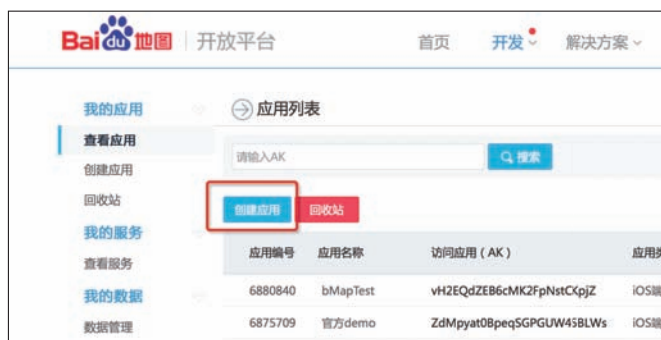 Bai du 地图 开放平台 首页 开发 解决方案
我的应用
查看应用
创建应用
回收站
我的服务
查看服务
我的数据
数据管理
应用列表
请输入AK 搜索
创建应用 回收站
应用编号 应用名称 访问应用（AK） 应用类
6880840 bMapTest vH2EQdZEB6cMK2FpNstCXpjZ iOS端
6875709 官方demo ZdMpyat0BpeqSGPGUW45BLWs iOS端